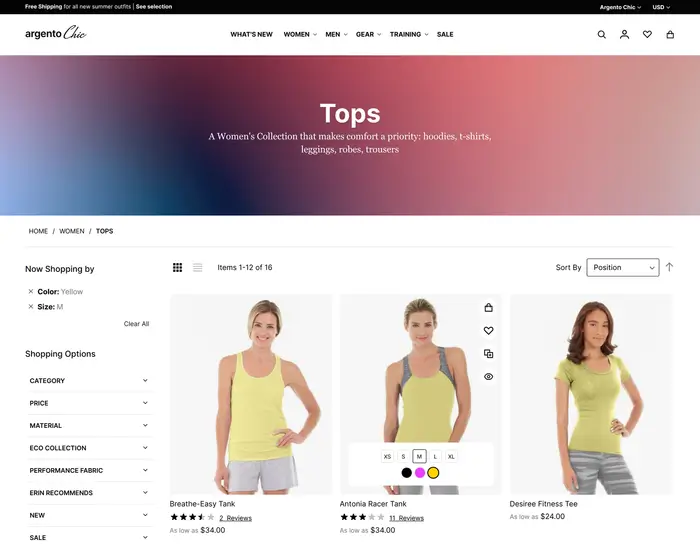 Free Shipping for all new summer outfits | See selection
Argento Chic
USD
argento Chic
WHAT'S NEW
WOMEN
MEN
GEAR
TRAINING
SALE
Tops
A Women's Collection that makes comfort a priority: hoodies, t-shirts,
leggings, robes, trousers
HOME / WOMEN / TOPS
Now Shopping by
Color: Yellow
Size: M
Clear All
Shopping Options
CATEGORY
PRICE
MATERIAL
ECO COLLECTION
PERFORMANCE FABRIC
ERIN RECOMMENDS
NEW
SALE
Items 1-12 of 16
Sort By
Position
XS S M L XL
Breathe-Easy Tank
2 Reviews
As low as $34.00
Antonia Racer Tank
11 Reviews
As low as $34.00
Desiree Fitness Tee
As low as $24.00